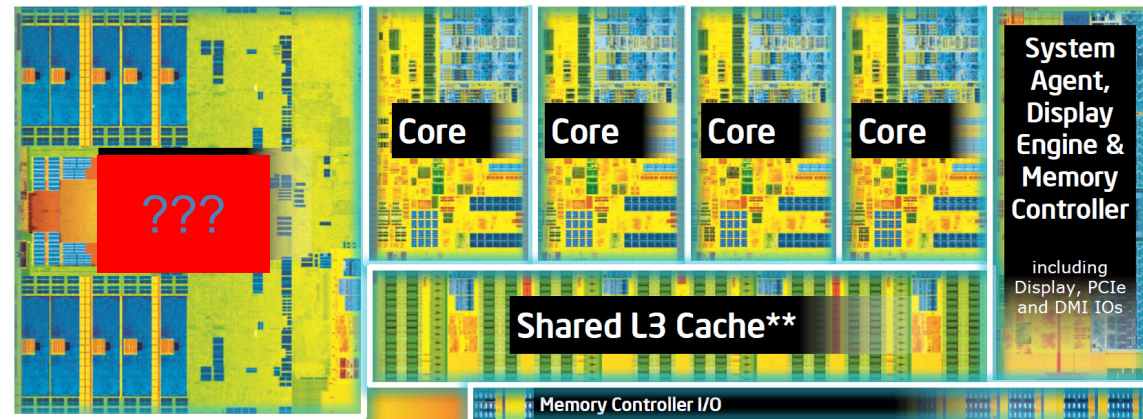 ???
Core
Core
Core
Core
System
Agent,
Display
Engine &
Memory
Controller
including
Display, PCIe
and DMI IOs
Shared L3 Cache**
Memory Controller I/O